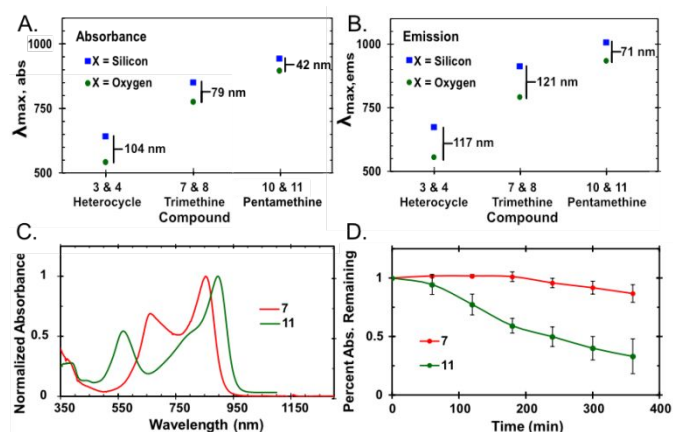 A.
Absorbance
X = Silicon
X = Oxygen
λmax, abs
1000
750
500
104 nm
79 nm
42 nm
3 & 4
Heterocycle
7 & 8
Trimethine
10 & 11
Pentamethine
Compound
B.
Emission
X = Silicon
X = Oxygen
λmax,ems
1000
750
500
117 nm
121 nm
71 nm
3 & 4
Heterocycle
7 & 8
Trimethine
10 & 11
Pentamethine
Compound
C.
Normalized Absorbance
1
0.5
0
7
11
350
550
750
950
1150
Wavelength (nm)
D.
Percent Abs. Remaining
1
0.5
0
7
11
0
100
200
300
400
Time (min)